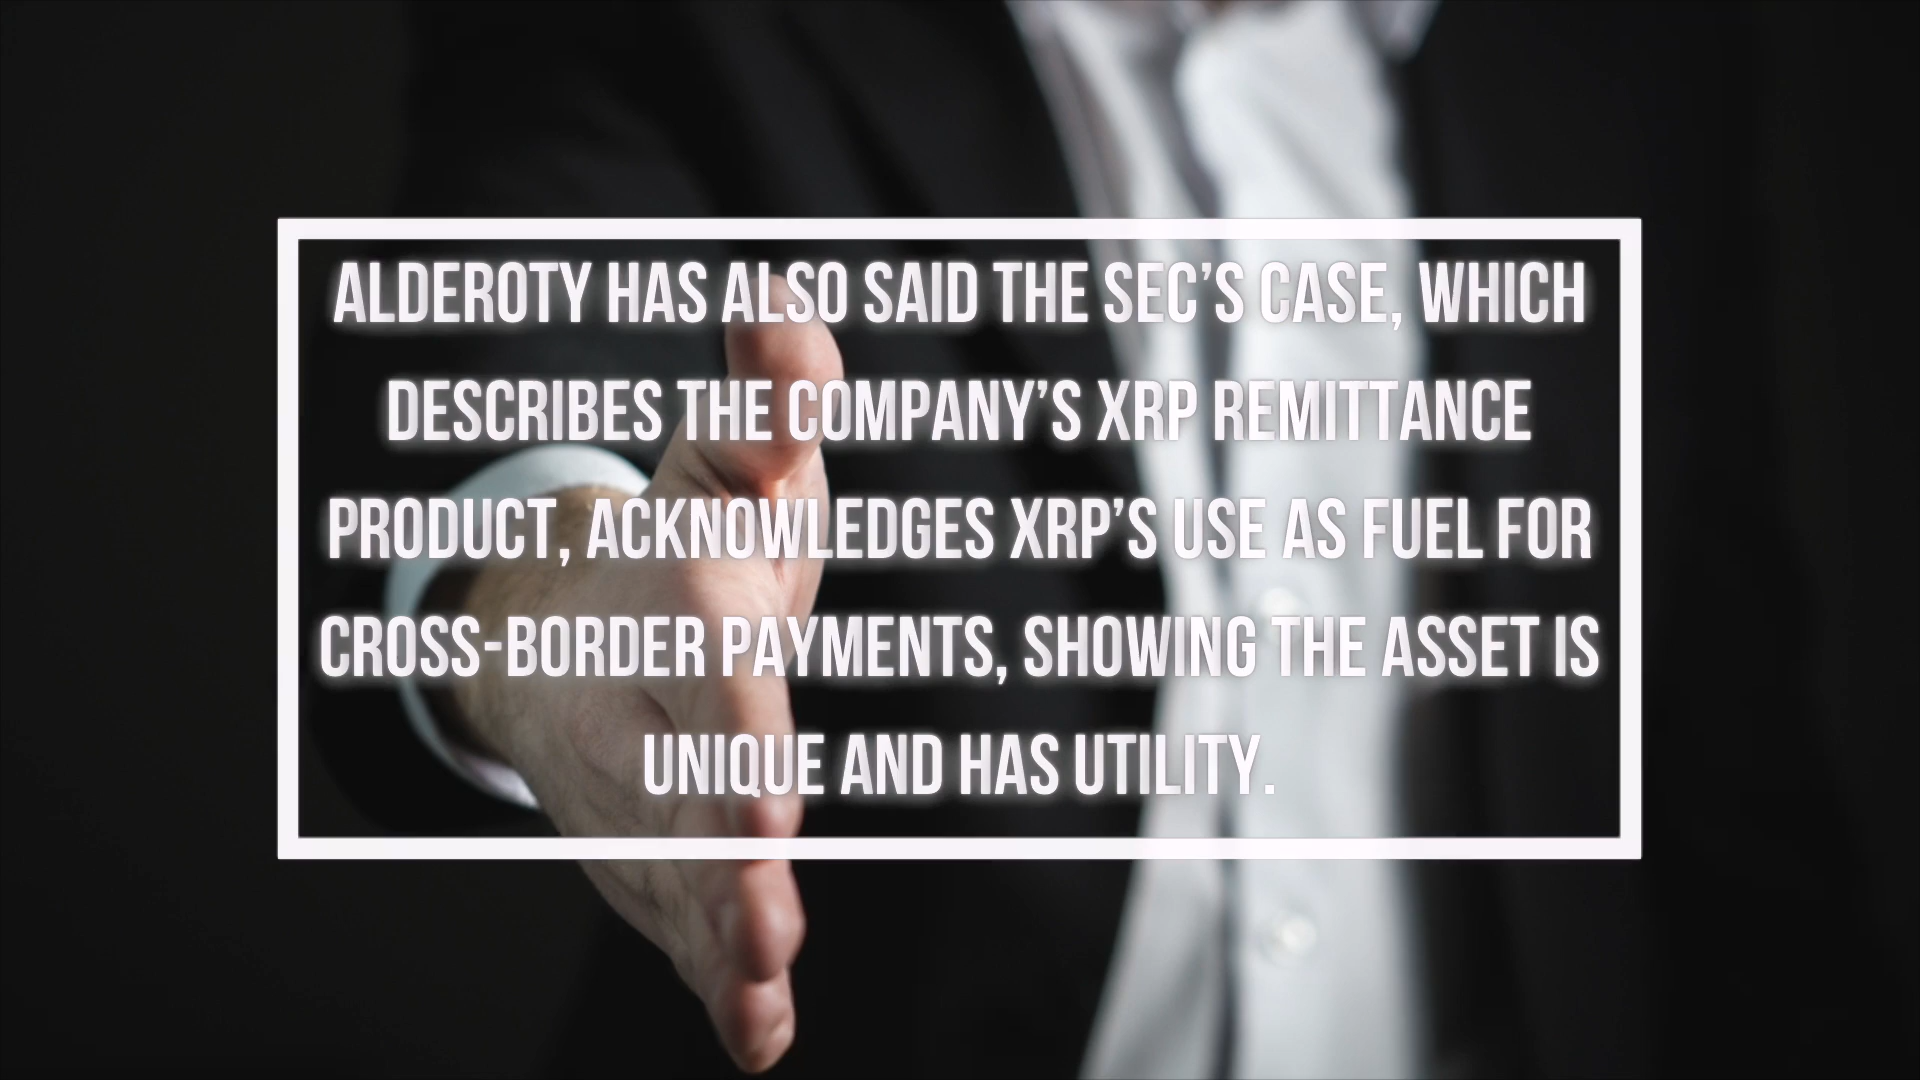 ALDEROTY HAS ALSO SAID THE SEC’S CASE, WHICH
DESCRIBES THE COMPANY’S XRP REMITTANCE
PRODUCT, ACKNOWLEDGES XRP’S USE AS FUEL FOR
CROSS-BORDER PAYMENTS, SHOWING THE ASSET IS
UNIQUE AND HAS UTILITY.